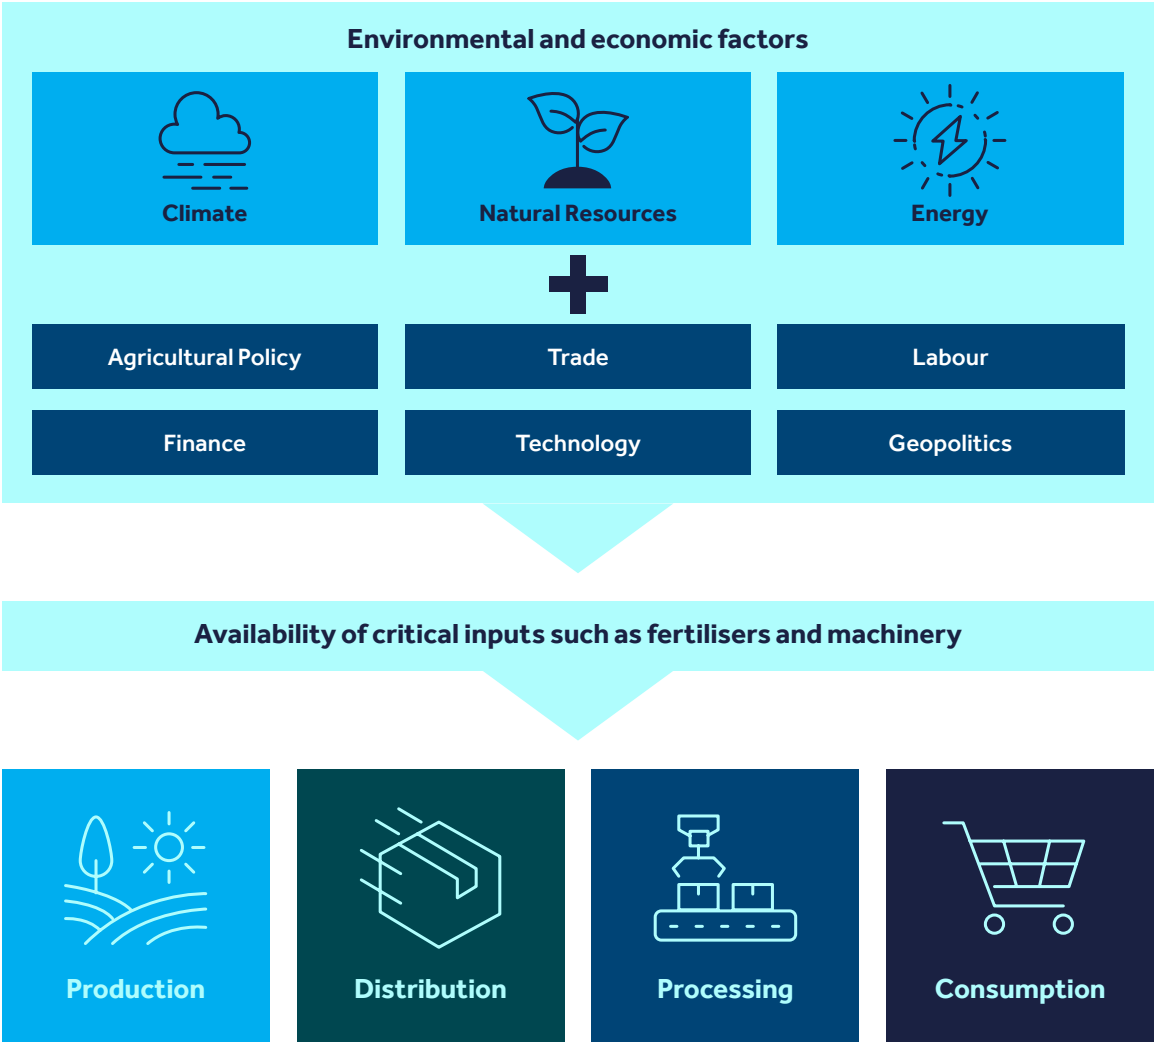 Environmental and economic factors
Climate
Natural Resources
Energy
Agricultural Policy
Trade
Labour
Finance
Technology
Geopolitics
Availability of critical inputs such as fertilisers and machinery
Production
Distribution
Processing
Consumption